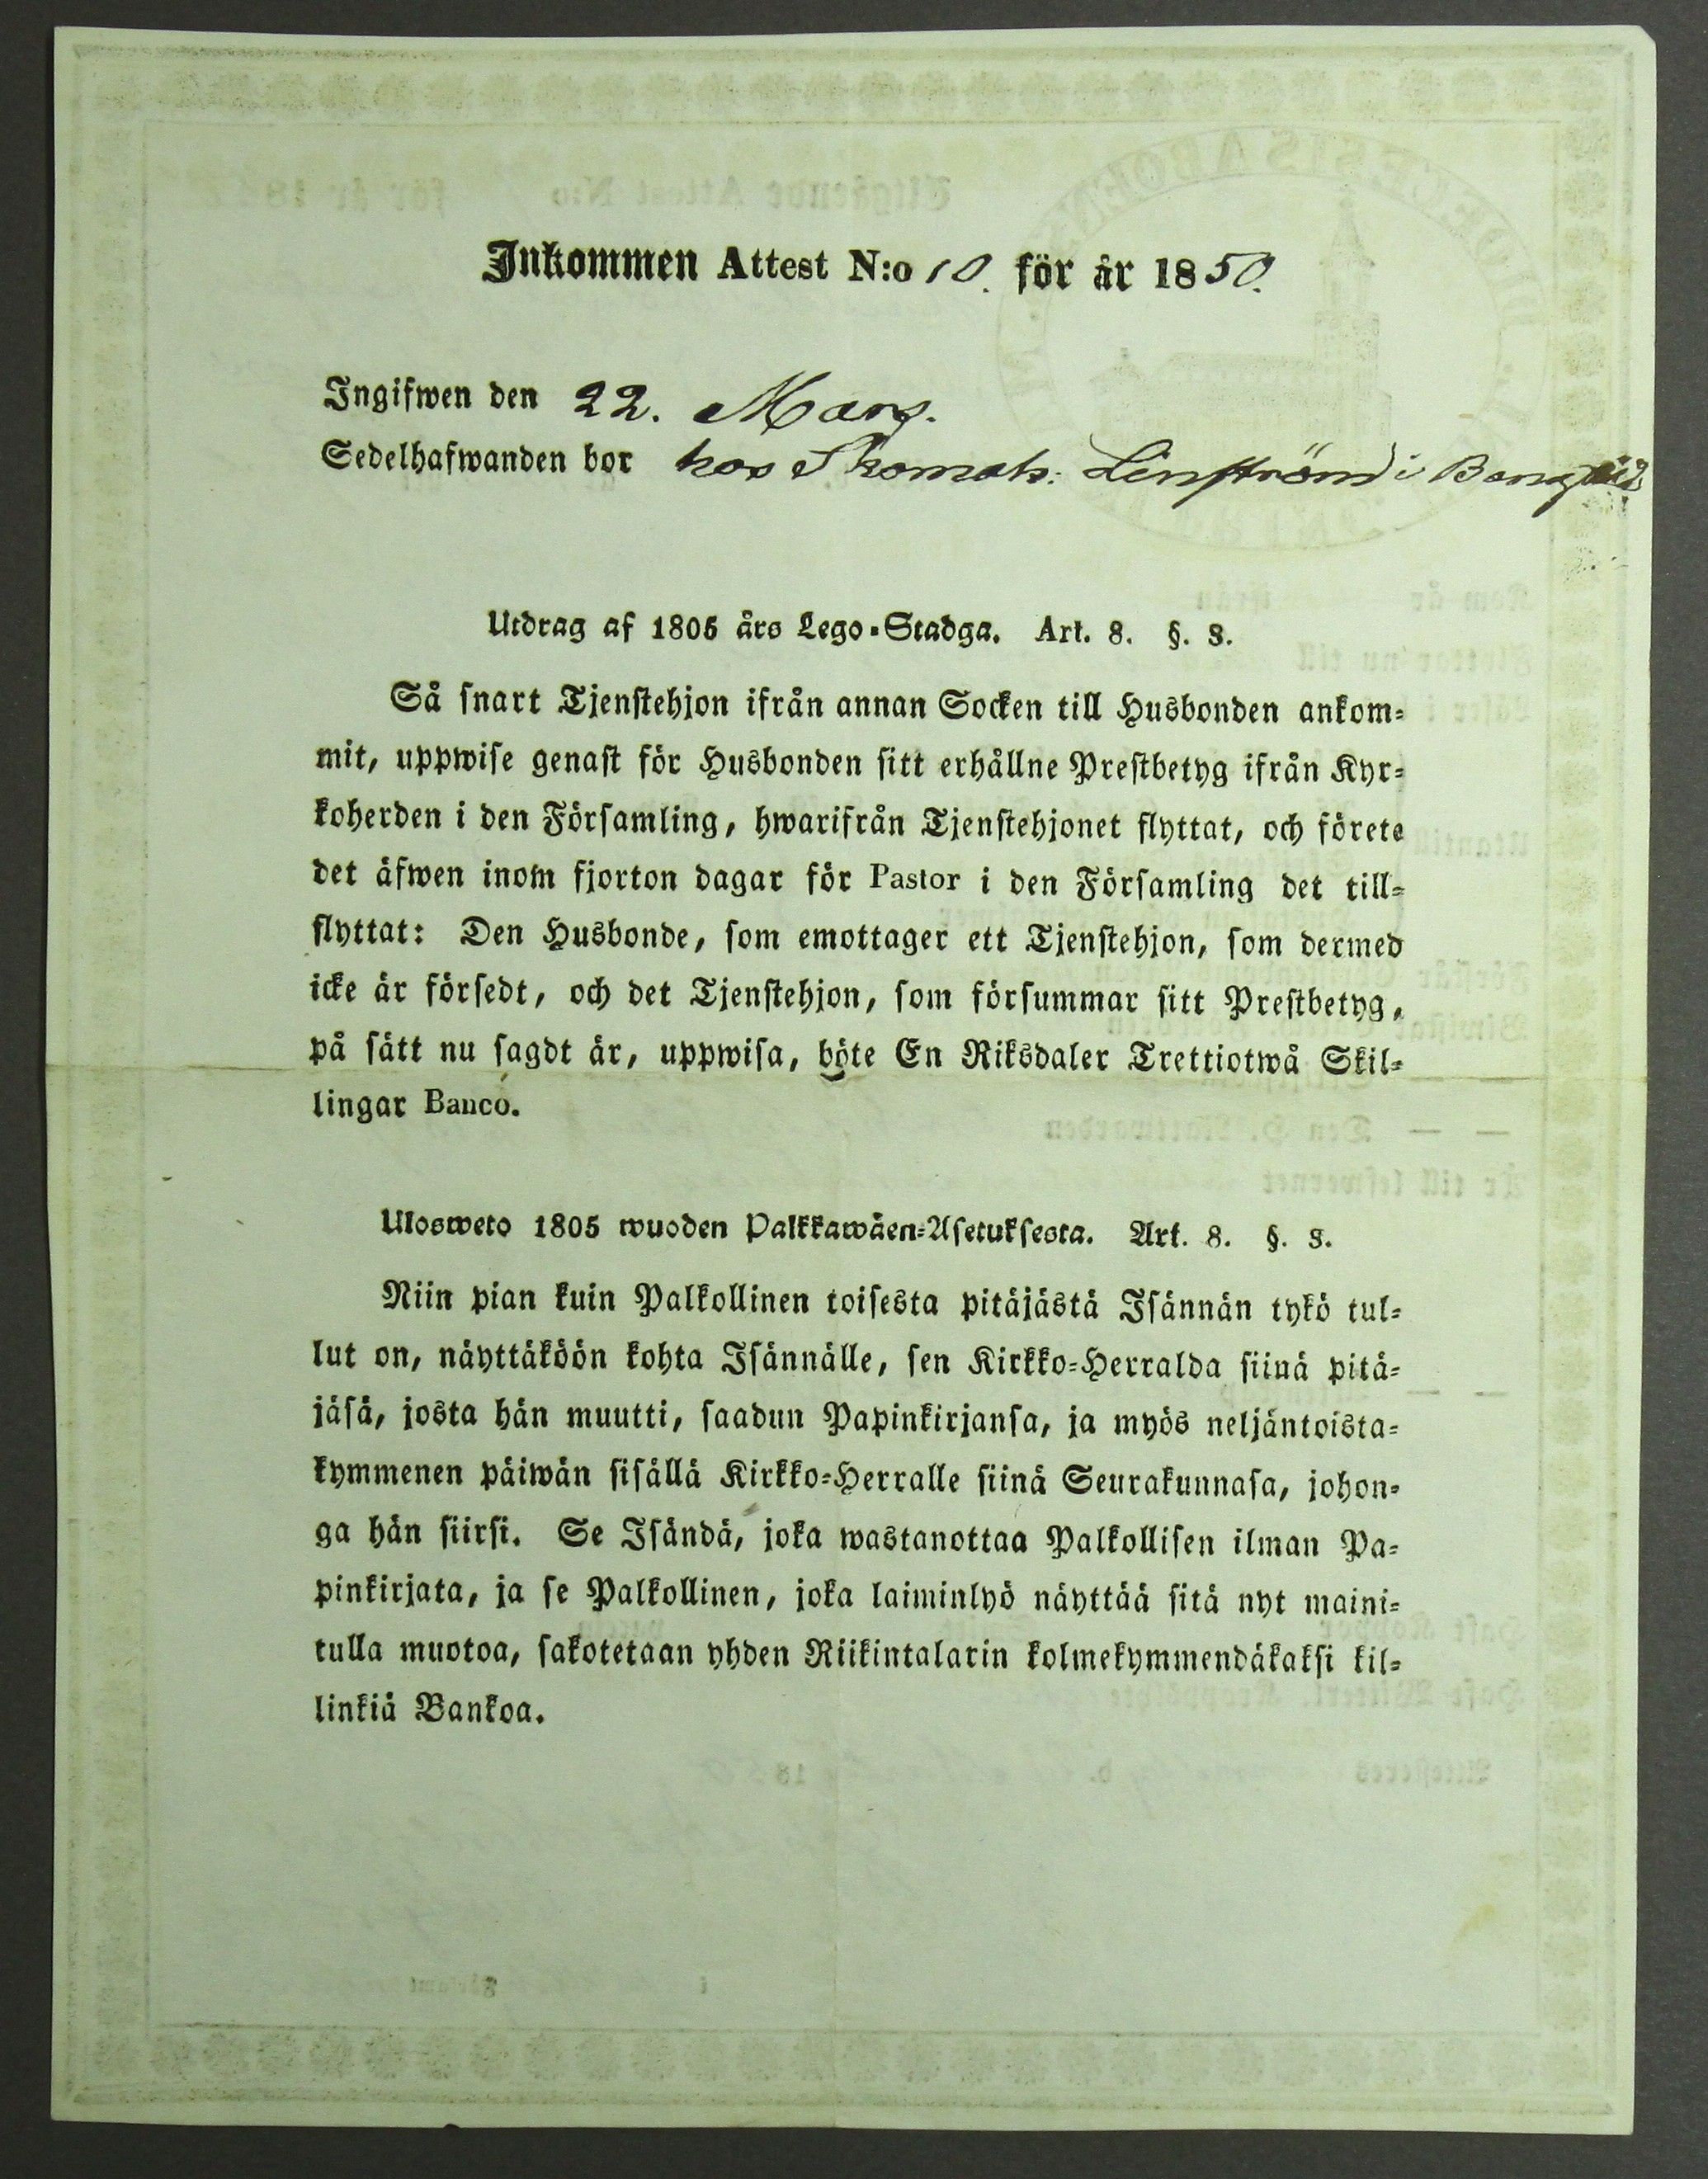 Inkommen Attest N:o 10. för år 1850.
Ingifwen den 22. Mars.
Sedelhafwanden bor hos Skomak: Linström i
Utdrag af 1805 års Lego-Stadga. Art. 8. §. 3.
Så snart Tjenstehjon ifrån annan Socken till Husbonden ankom-
mit, uppwise genast för Husbonden sitt erhållne Prestbetyg ifrån Kyr-
koherden i den Församling, hwarifrån Tjenstehjonet flyttat, och förete
det äfwen inom fjorton dagar för Pastor i den Församling det till-
flyttat: Den Husbonde, som emottager ett Tjenstehjon, som dermed
icke är försedt, och det Tjenstehjon, som försummar sitt Prestbetyg,
på sätt nu sagdt är, uppwisa, böte En Riksdaler Trettiotwå Skil-
lingar Banco.
Ulosweto 1805 wuoden Palkkawäen-Asetuksesta. Art. 8. §. 3.
Niin pian kuin Palkollinen toisesta pitäjästä Isännän tykö tul-
lut on, näyttäköön kohta Isännälle, sen Kirkko-Herralda siinä pitä-
jäsä, josta hän muutti, saadun Papinkirjansa, ja myös neljäntoista-
kymmenen päiwän sisällä Kirkko-Herralle siinä Seurakunnasa, johon-
ga hän siirsi. Se Isändä, joka wastanottaa Palkollisen ilman Pa-
pinkirjata, ja se Palkollinen, joka laiminlyö näyttää sitä nyt maini-
tulla muotoa, sakotetaan yhden Riikintalarin kolmekymmendäkaksi kil-
linkiä Bankoa.